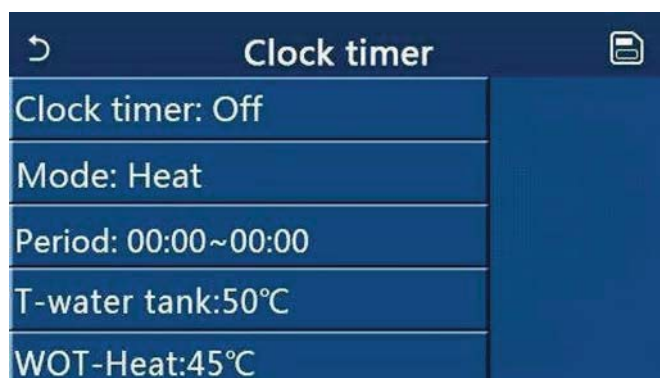 Clock timer
Clock timer: Off
Mode: Heat
Period: 00:00~00:00
T-water tank:50℃
WOT-Heat:45℃